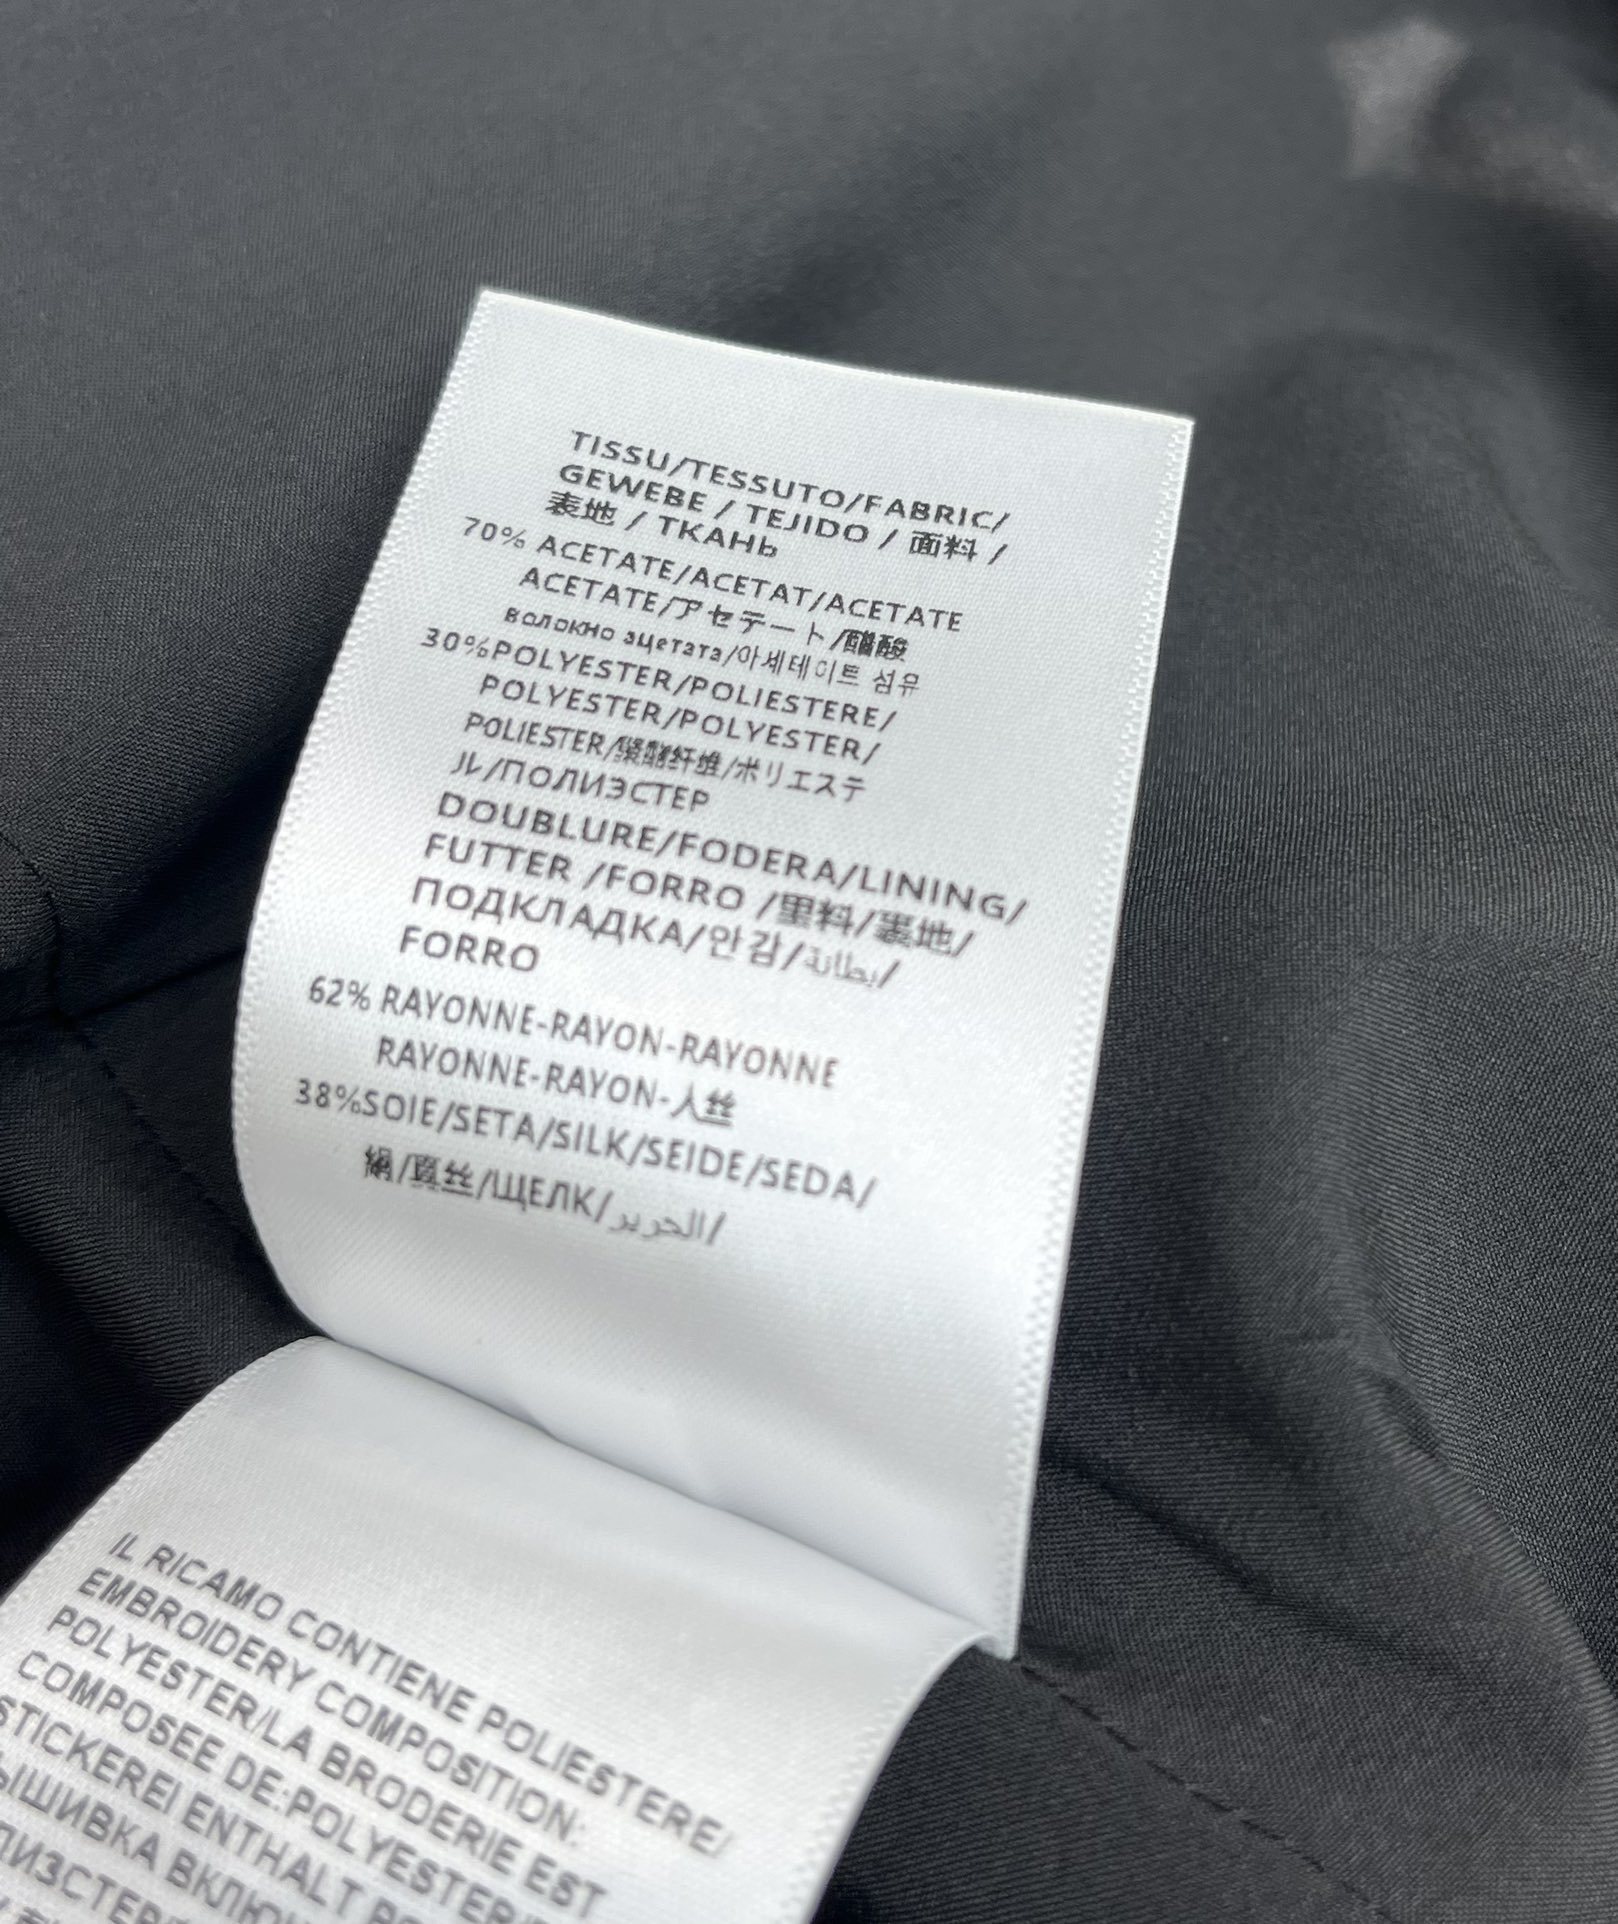 TISSU/TESSUTO/FABRIC/
GEWEBE / TEJIDO / 面料 /
表地 / ТКАНЬ
70% ACETATE/ACETAT/ACETATE
ACETATE/アセテート/醋酸
волокно ацетата/아세테이트 섬유
30%POLYESTER/POLIESTERE/
POLYESTER/POLYESTER/
POLIESTER/聚酯纤维/ポリエステ
ル/ПОЛИЭСТЕР
DOUBLURE/FODERA/LINING/
FUTTER /FORRO /里料/裏地/
ПОДКЛАДКА/안감/بطانة/
FORRO
62% RAYONNE-RAYON-RAYONNE
RAYONNE-RAYON-人丝
38%SOIE/SETA/SILK/SEIDE/SEDA/
絹/真丝/ЩЕЛК/الحرير/
IL RICAMO CONTIENE POLIESTERE/
EMBROIDERY COMPOSITION:
POLYESTER/LA BRODERIE EST
COMPOSEE DE:POLYESTER/
STICKEREI ENTHALT
ВЫШИВКА